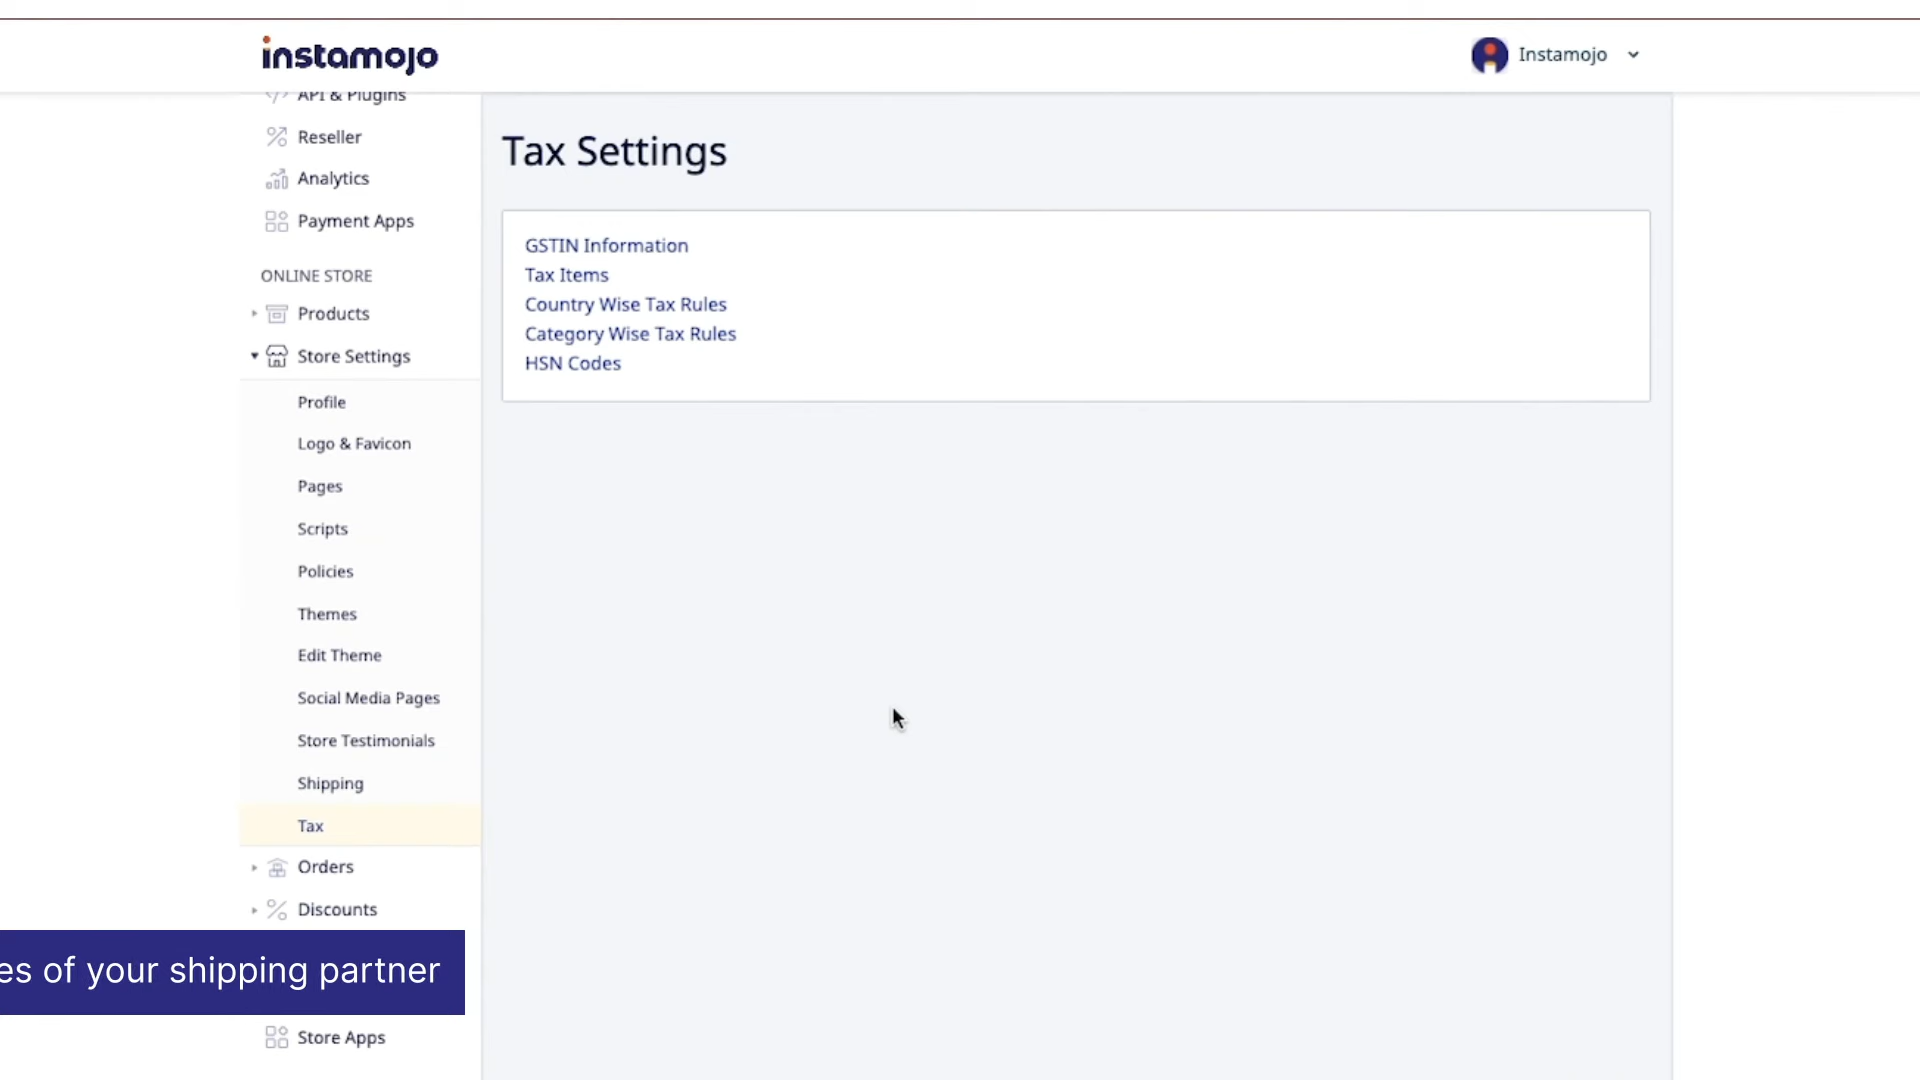 instamojo
Instamojo
API & Plugins
Reseller
Analytics
Payment Apps
ONLINE STORE
Products
Store Settings
Profile
Logo & Favicon
Pages
Scripts
Policies
Themes
Edit Theme
Social Media Pages
Store Testimonials
Shipping
Tax
Orders
Discounts
es of your shipping partner
Store Apps
Tax Settings
GSTIN Information
Tax Items
Country Wise Tax Rules
Category Wise Tax Rules
HSN Codes